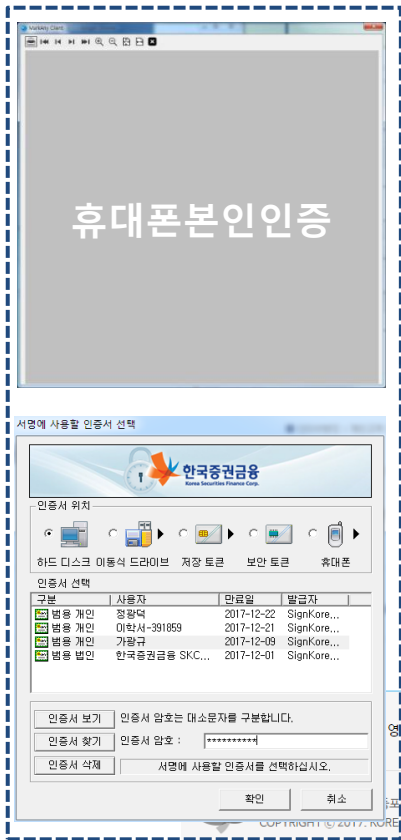 MarkAny Client
휴대폰본인인증
서명에 사용할 인증서 선택
한국증권금융
Korea Securities Finance Corp.
인증서 위치
하드 디스크 이동식 드라이브 저장 토큰 보안 토큰 휴대폰
인증서 선택
구분 사용자 만료일 발급자
범용 개인 정광덕 2017-12-22 SignKore...
범용 개인 이학서-391859 2017-12-21 SignKore...
범용 개인 가광규 2017-12-09 SignKore...
범용 법인 한국증권금융 SKC... 2017-12-01 SignKore...
인증서 보기 인증서 암호는 대소문자를 구분합니다.
인증서 찾기 인증서 암호 : **********
인증서 삭제 서명에 사용할 인증서를 선택하십시오.
영
확인 취소
COPYRIGHT © 2017. KORE